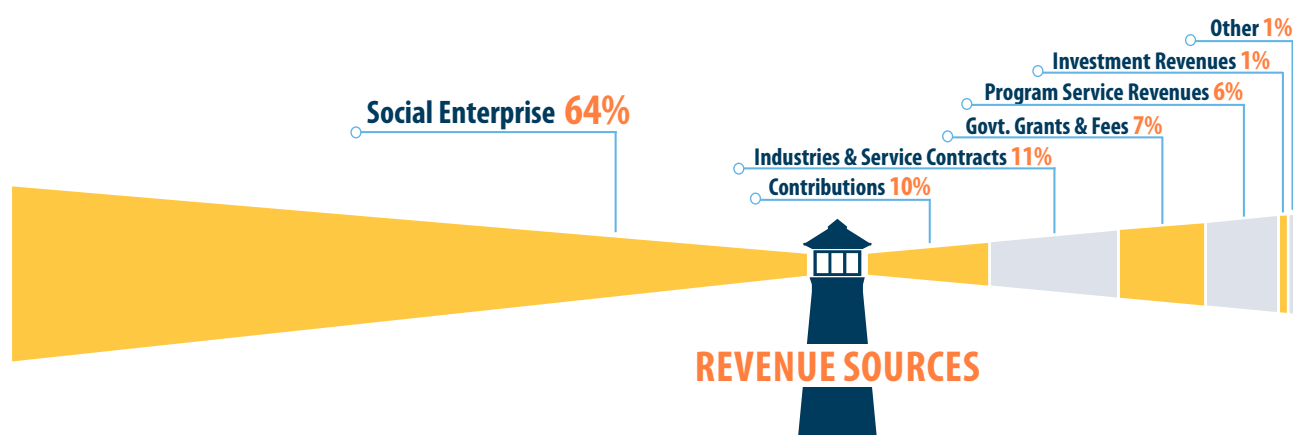 Other 1%
Investment Revenues 1%
Program Service Revenues 6%
Social Enterprise 64%
Govt. Grants & Fees 7%
Industries & Service Contracts 11%
Contributions 10%
REVENUE SOURCES